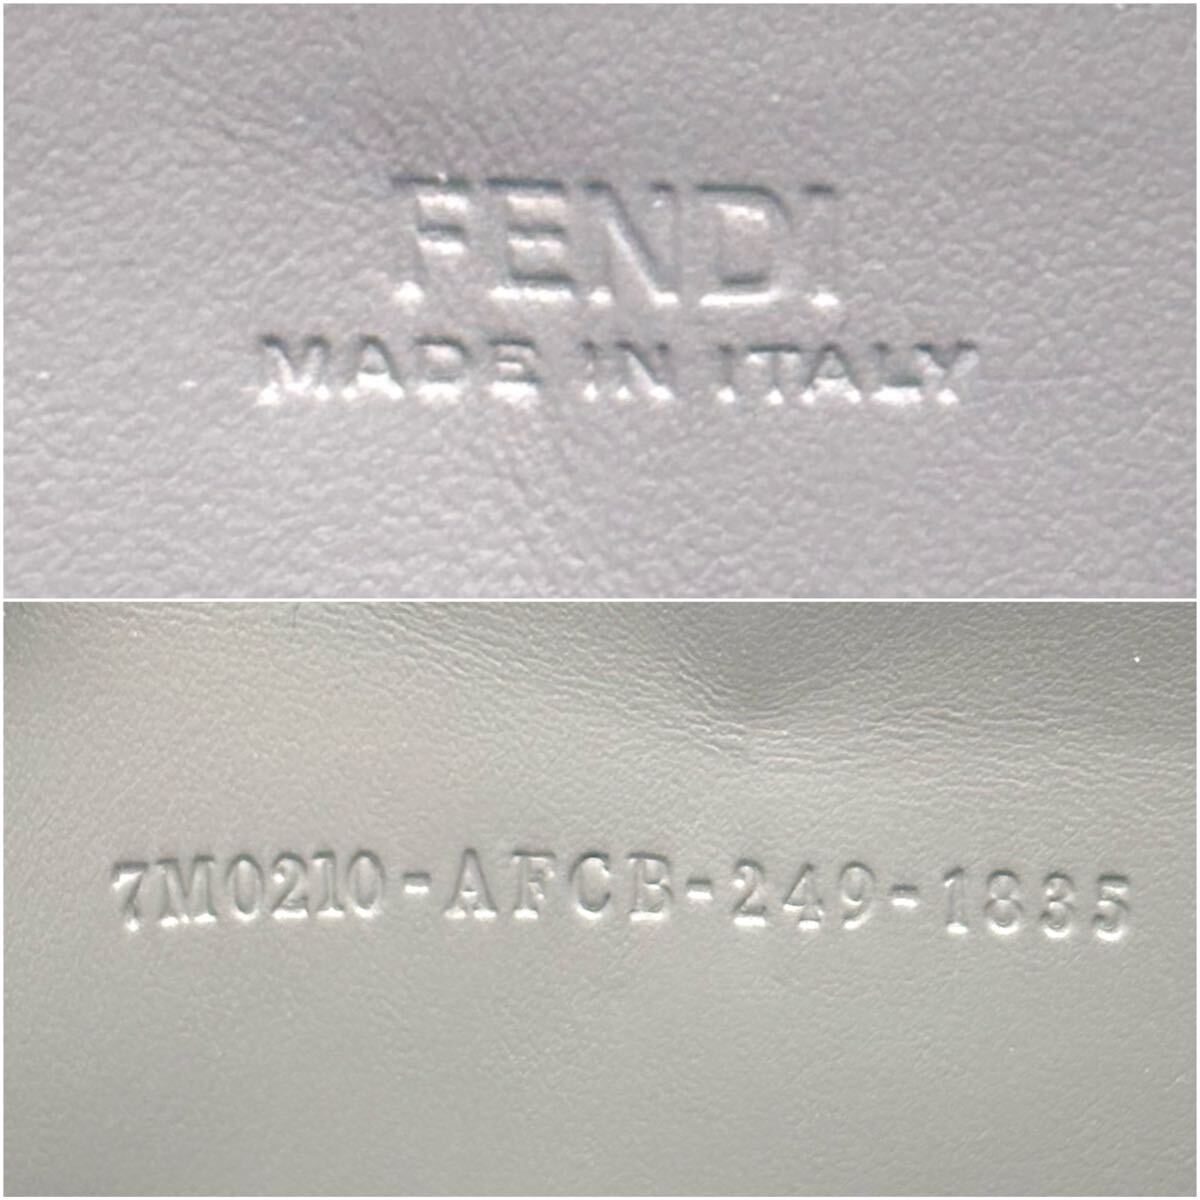 FENDI
MADE IN ITALY
7M0210-AFCB-249-1835